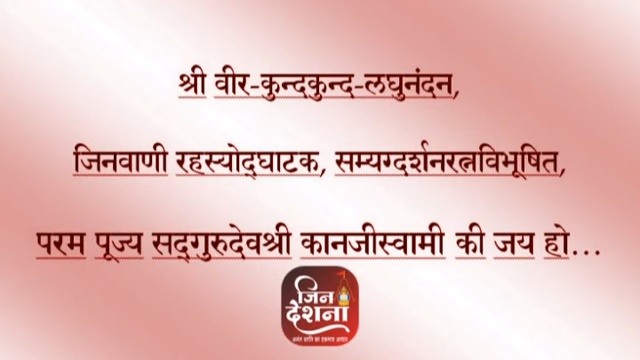 श्री वीर-कुन्दकुन्द-लघुनंदन,
जिनवाणी रहस्योद्घाटक, सम्यग्दर्शनरत्नविभूषित,
परम पूज्य सद्गुरुदेवश्री कानजीस्वामी की जय हो...
जिन
देशना